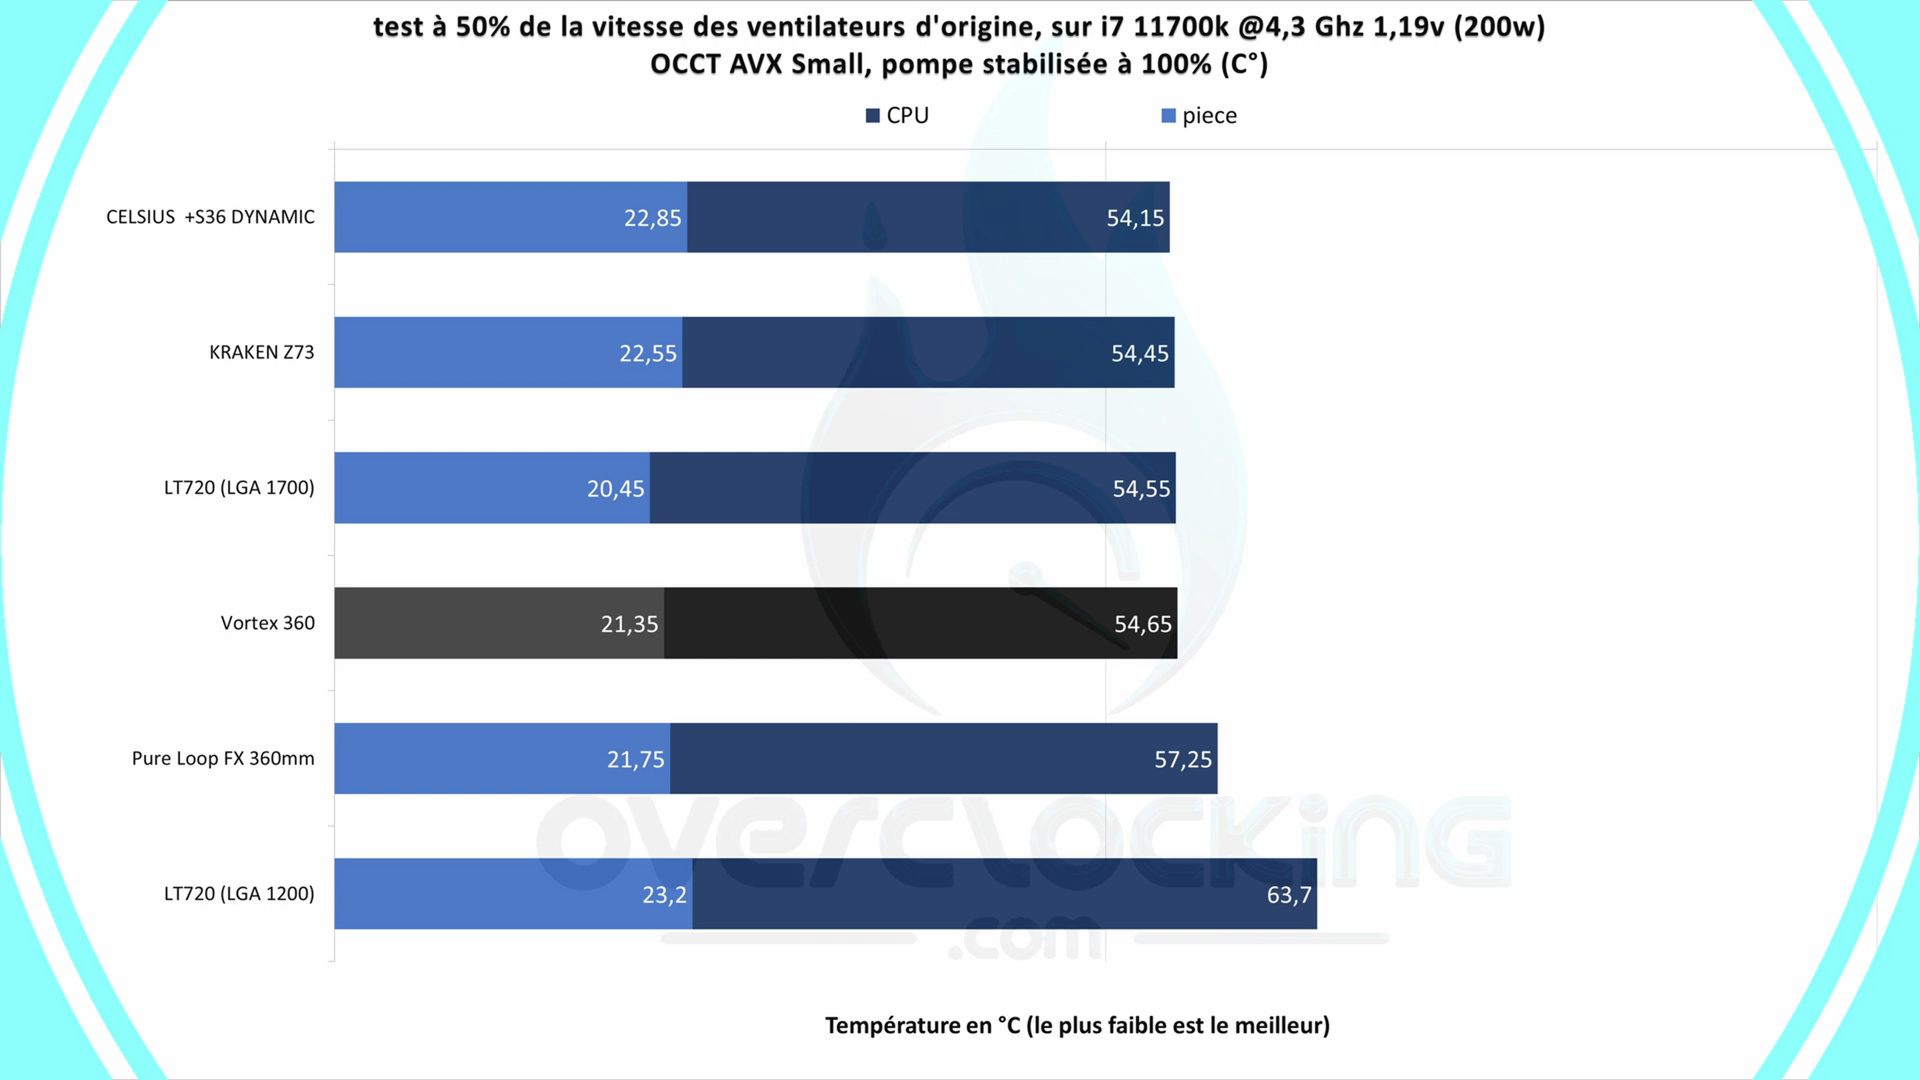 test à 50% de la vitesse des ventilateurs d'origine, sur i7 11700k @4,3 Ghz 1,19v (200w)
OCCT AVX Small, pompe stabilisée à 100% (C°)
CPU piece
CELSIUS +S36 DYNAMIC 22,85 54,15
KRAKEN Z73 22,55 54,45
LT720 (LGA 1700) 20,45 54,55
Vortex 360 21,35 54,65
Pure Loop FX 360mm 21,75 57,25
overclocking
LT720 (LGA 1200) 23,2 63,7
.com
Température en °C (le plus faible est le meilleur)